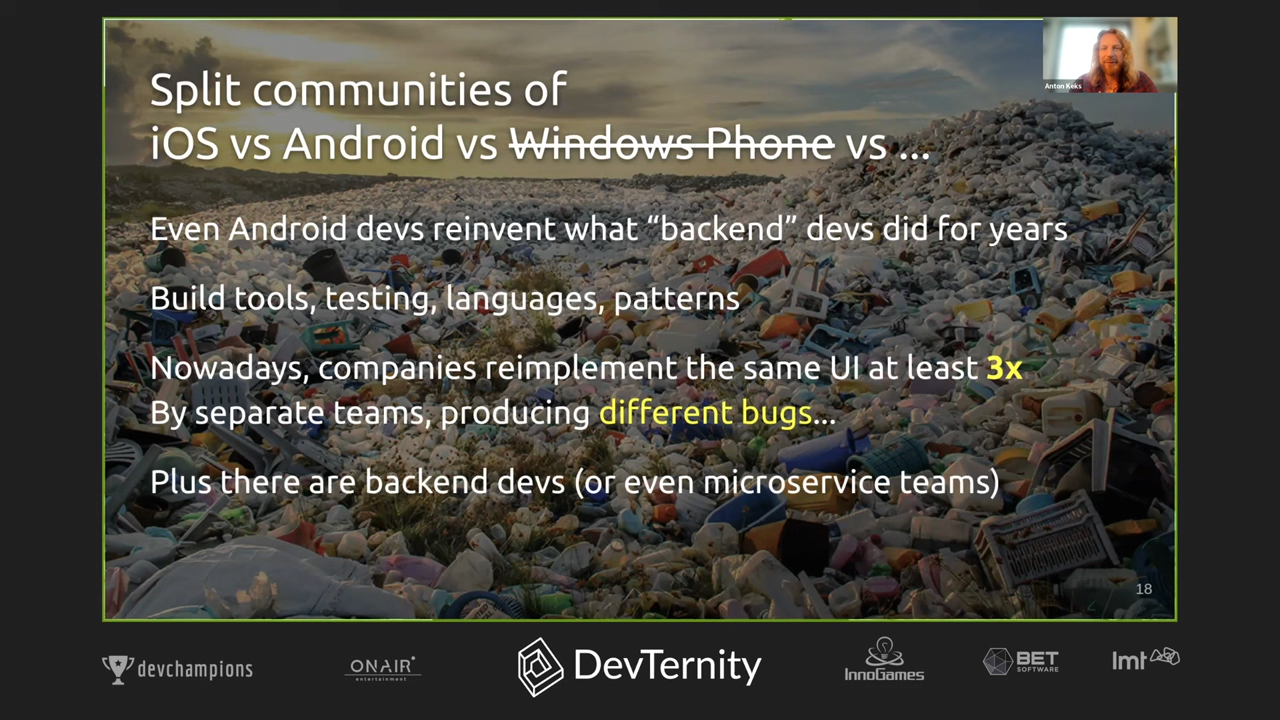 Split communities of
iOS vs Android vs Windows Phone vs ...
Anton Keks
Even Android devs reinvent what “backend” devs did for years
Build tools, testing, languages, patterns
Nowadays, companies reimplement the same UI at least 3x
By separate teams, producing different bugs...
Plus there are backend devs (or even microservice teams)
18
devchampions
ONAIR
entertainment
DevTernity
InnoGames
BET
SOFTWARE
lmt